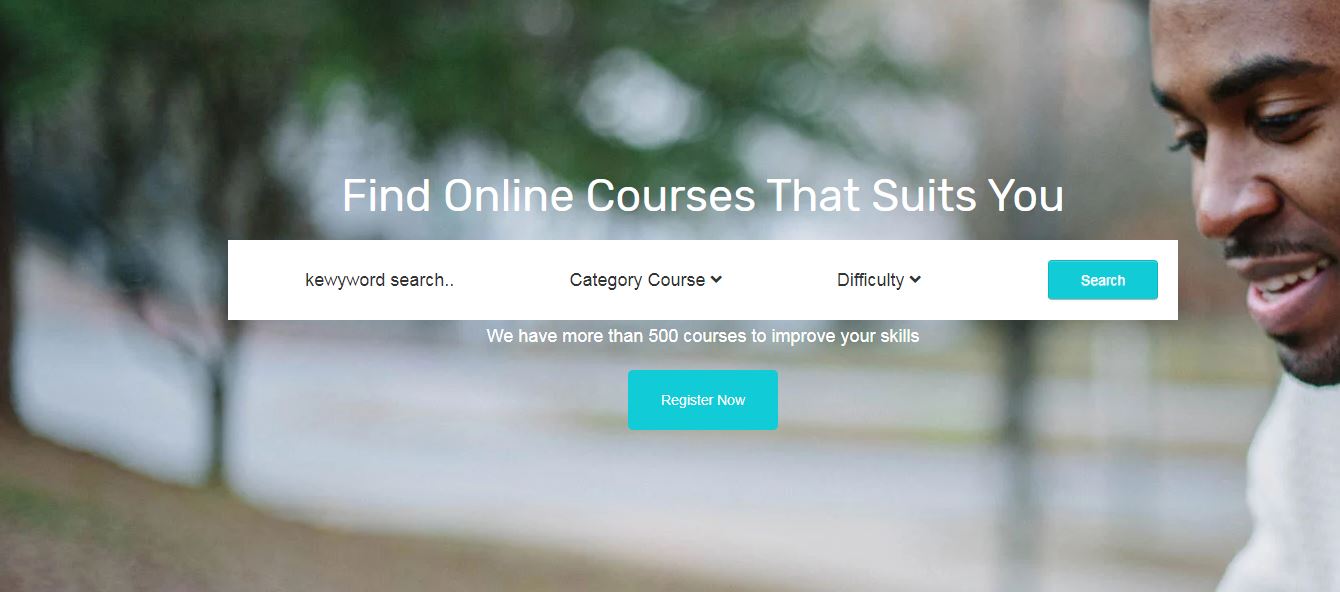 Find Online Courses That Suits You
kewyword search.. Category Course Difficulty Search
We have more than 500 courses to improve your skills
Register Now